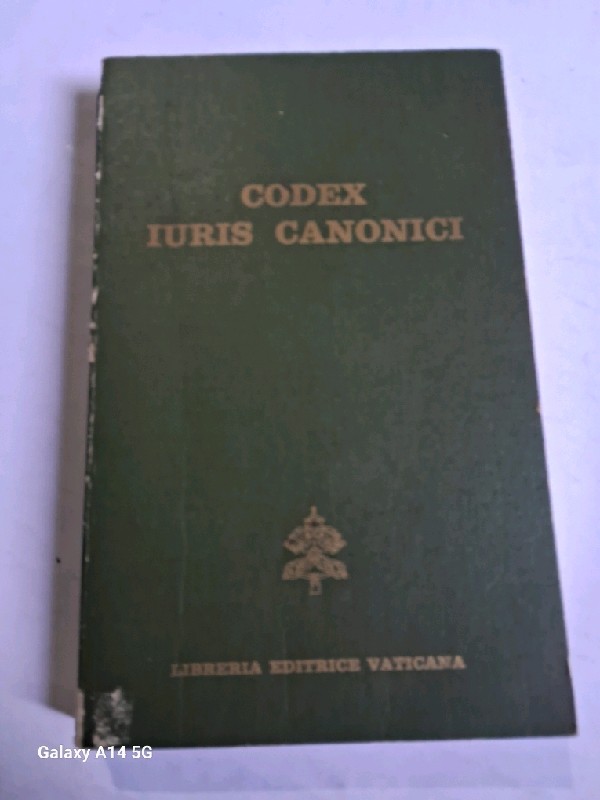 CODEX
IURIS CANONICI
LIBRERIA EDITRICE VATICANA
Galaxy A14 5G